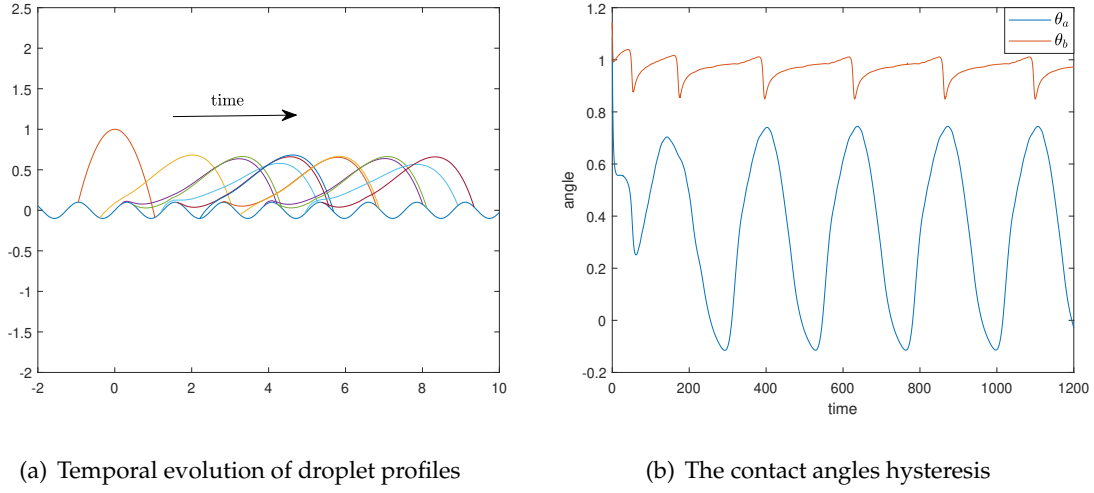 2.5
2
1.5
1
0.5
0
-0.5
-1
-1.5
-2
-2 0 2 4 6 8 10
time
1.2
1
0.8
0.6
0.4
0.2
0
-0.2
angle
0 200 400 600 800 1000 1200
time
θₐ
θ_b
(a) Temporal evolution of droplet profiles
(b) The contact angles hysteresis